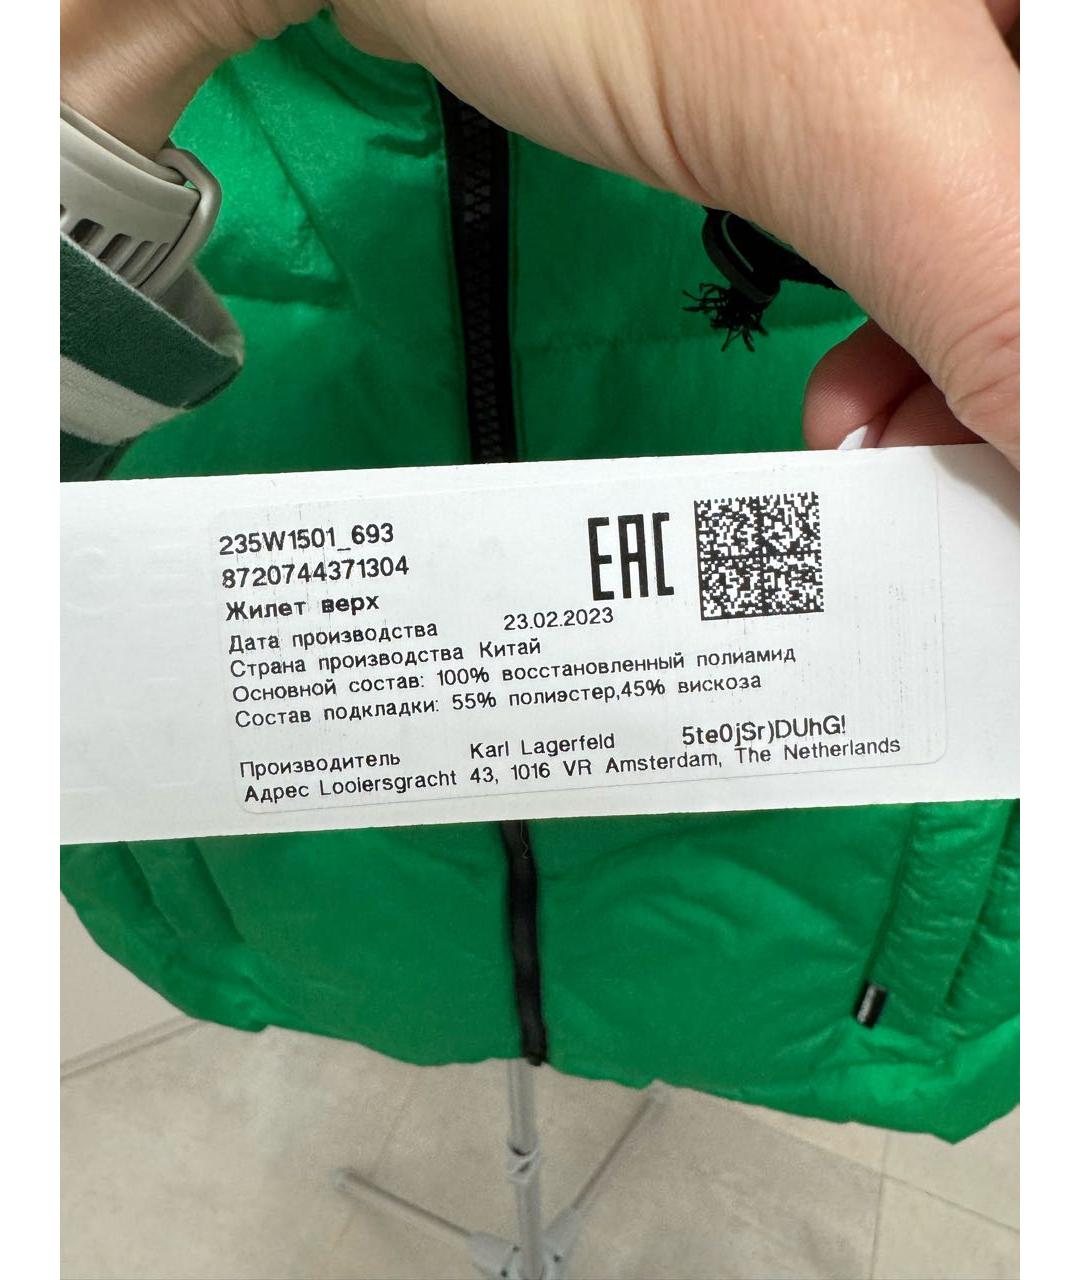 235W1501_693
8720744371304
EAC
Жилет верх
Дата производства 23.02.2023
Страна производства Китай
Основной состав: 100% восстановленный полиамид
Состав подкладки: 55% полиэстер,45% вискоза
5te0jSr)DUhG!
Производитель Karl Lagerfeld
Адрес Looiersgracht 43, 1016 VR Amsterdam, The Netherlands